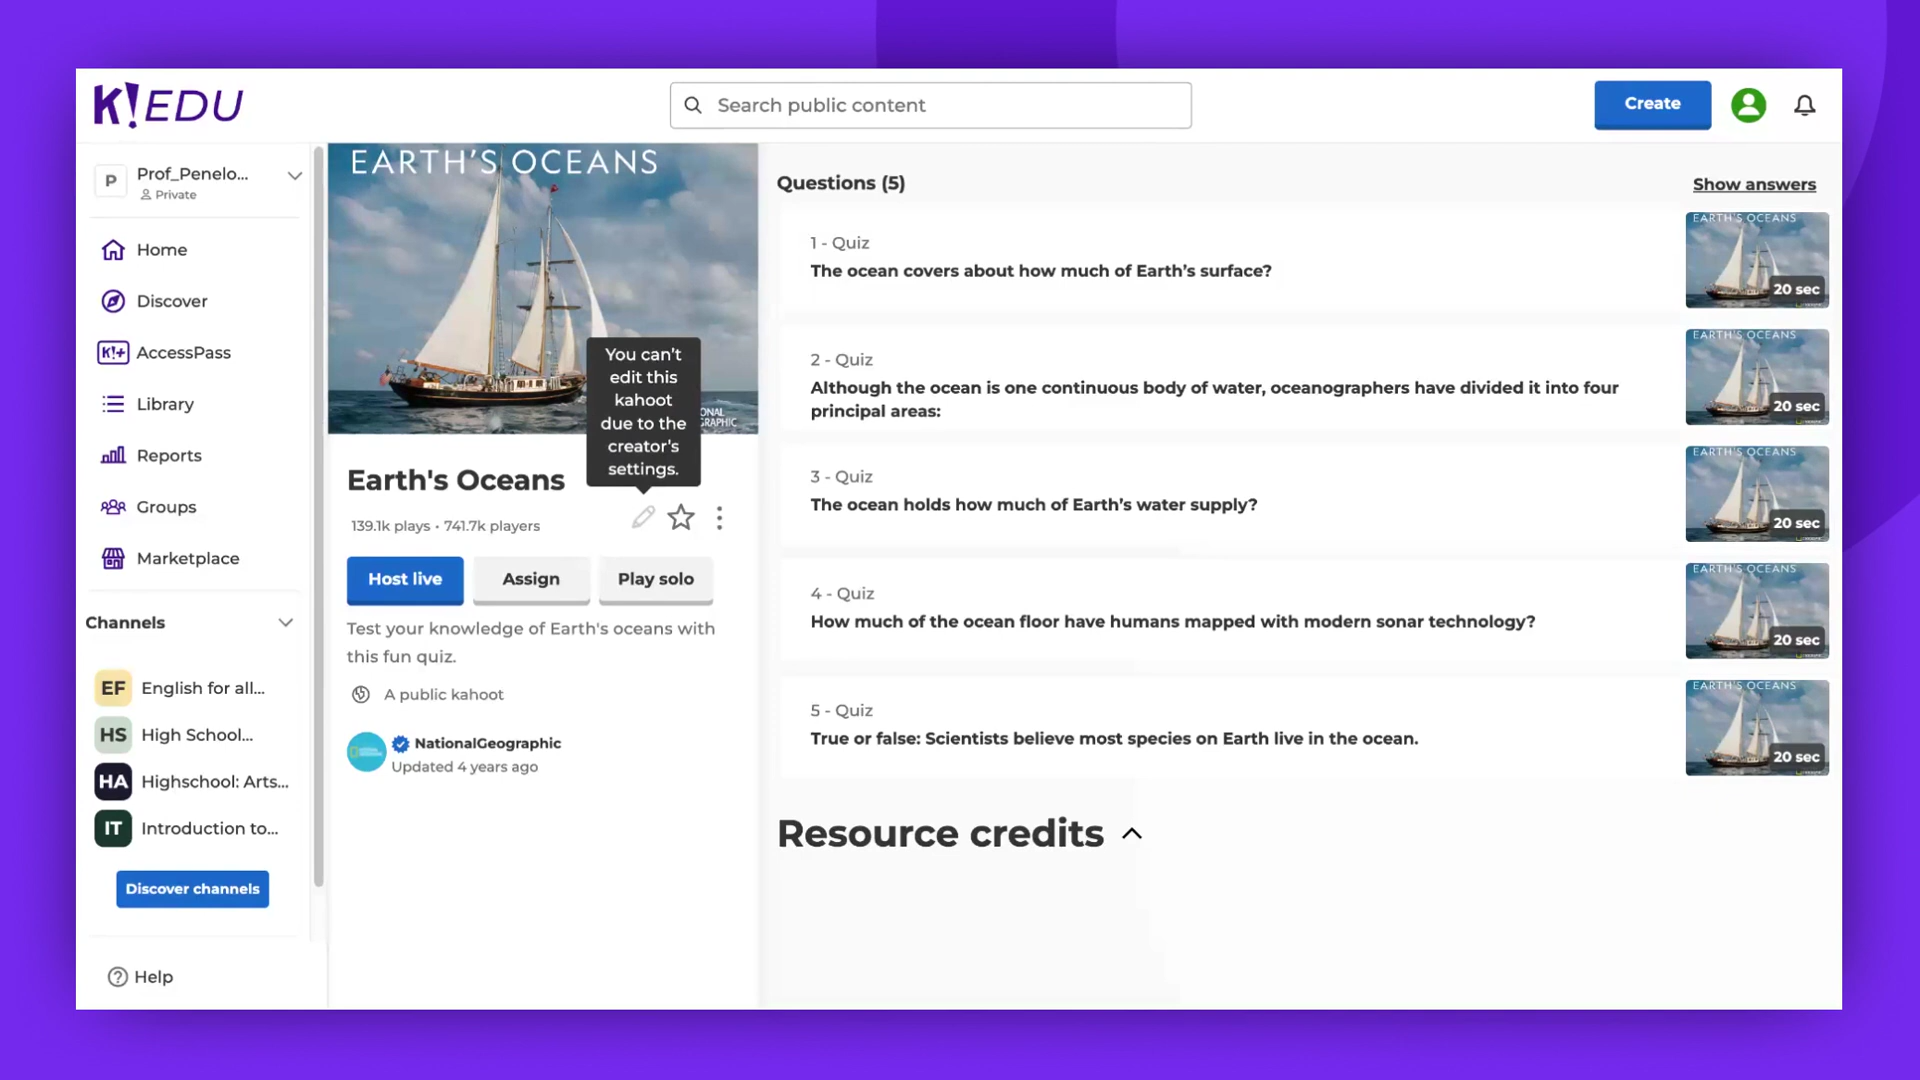 K!EDU
Search public content
Create
P
Prof_Penelo...
Private
Home
Discover
K!+ AccessPass
Library
Reports
Groups
Marketplace
Channels
EF English for all...
HS High School...
HA Highschool: Arts...
IT Introduction to...
Discover channels
Help
EARTH'S OCEANS
ONAL
GRAPHIC
You can't
edit this
kahoot
due to the
creator's
settings.
Earth's Oceans
139.1k plays • 741.7k players
Host live
Assign
Play solo
Test your knowledge of Earth's oceans with
this fun quiz.
A public kahoot
NationalGeographic
Updated 4 years ago
Questions (5)
Show answers
1 - Quiz
The ocean covers about how much of Earth’s surface?
EARTH'S OCEANS
20 sec
2 - Quiz
Although the ocean is one continuous body of water, oceanographers have divided it into four
principal areas:
EARTH'S OCEANS
20 sec
3 - Quiz
The ocean holds how much of Earth’s water supply?
EARTH'S OCEANS
20 sec
4 - Quiz
How much of the ocean floor have humans mapped with modern sonar technology?
EARTH'S OCEANS
20 sec
5 - Quiz
True or false: Scientists believe most species on Earth live in the ocean.
EARTH'S OCEANS
20 sec
Resource credits